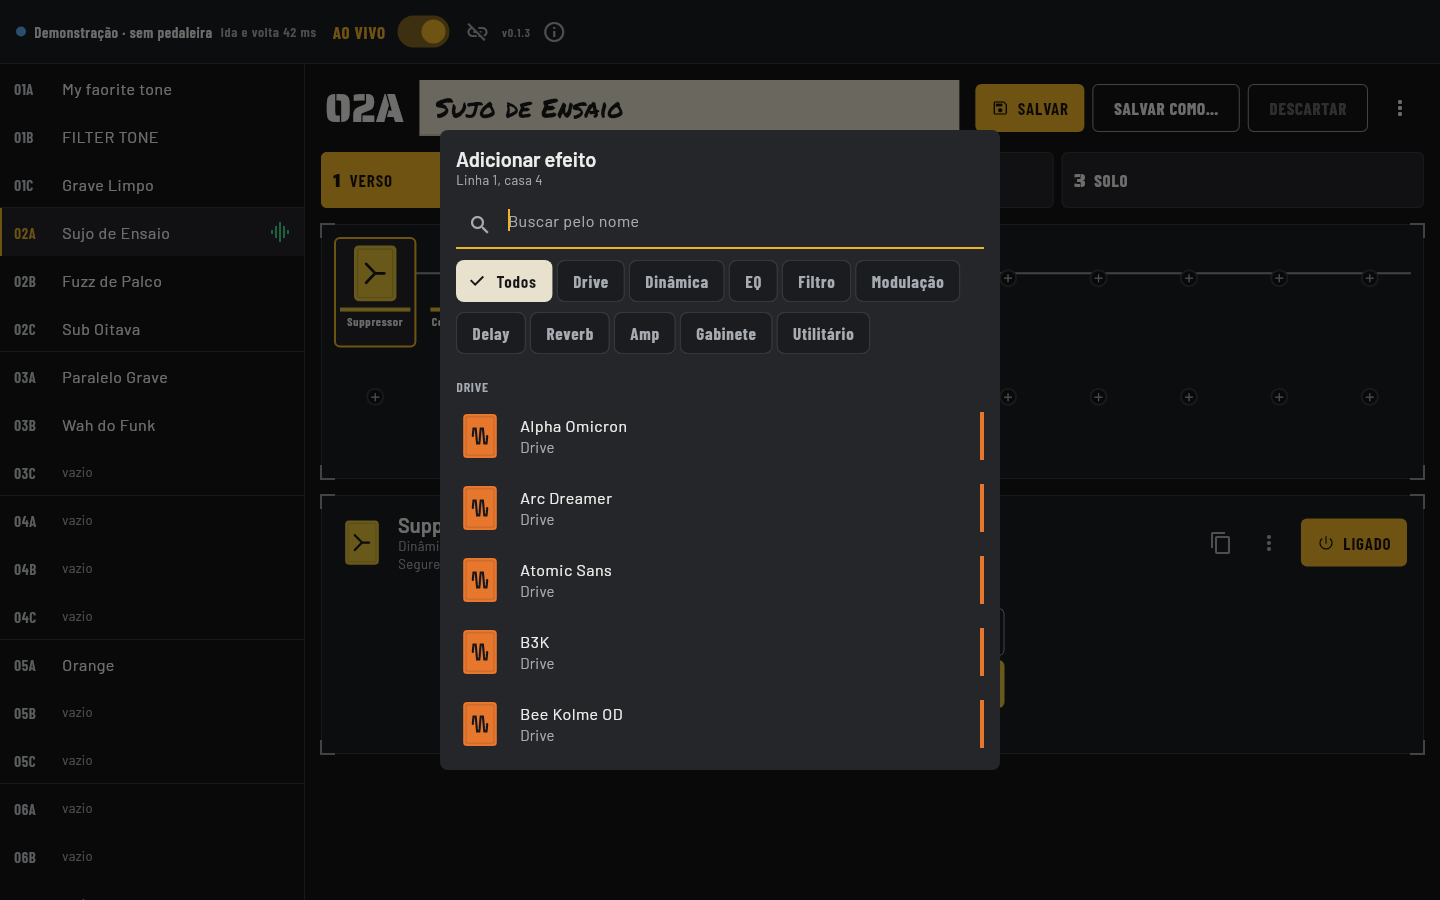 Demonstração · sem pedaleira Ida e volta 42 ms AO VIVO v0.1.3
01A My faorite tone
01B FILTER TONE
01C Grave Limpo
02A Sujo de Ensaio
02B Fuzz de Palco
02C Sub Oitava
03A Paralelo Grave
03B Wah do Funk
03C vazio
04A vazio
04B vazio
04C vazio
05A Orange
05B vazio
05C vazio
06A vazio
06B vazio
02A Sujo de Ensaio SALVAR SALVAR COMO... DESCARTAR
1 VERSO 3 SOLO
Suppressor
LIGADO
Adicionar efeito
Linha 1, casa 4
Buscar pelo nome
Todos Drive Dinâmica EQ Filtro Modulação
Delay Reverb Amp Gabinete Utilitário
DRIVE
Alpha Omicron
Drive
Arc Dreamer
Drive
Atomic Sans
Drive
B3K
Drive
Bee Kolme OD
Drive